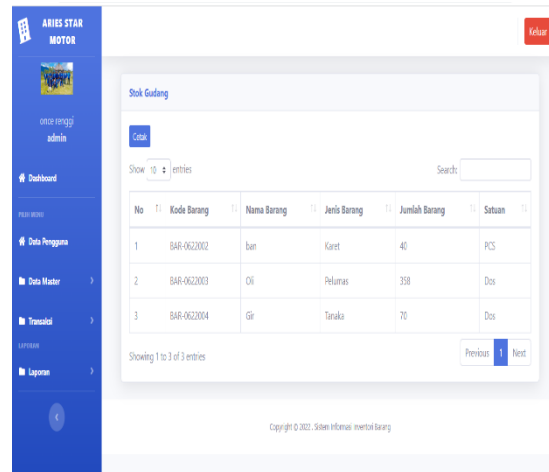 ARIES STAR
MOTOR
Keluar
once renggi
admin
Dashboard
PILIH MENU
Data Pengguna
Data Master
Transaksi
LAPORAN
Laporan
Stok Gudang
Cetak
Show 10 entries
Search:
No Kode Barang Nama Barang Jenis Barang Jumlah Barang Satuan
1 BAR-0622002 ban Karet 40 PCS
2 BAR-0622003 Oli Pelumas 358 Dos
3 BAR-0622004 Gir Tanaka 70 Dos
Showing 1 to 3 of 3 entries
Previous 1 Next
Copyright © 2022 . Sistem Informasi Inventori Barang